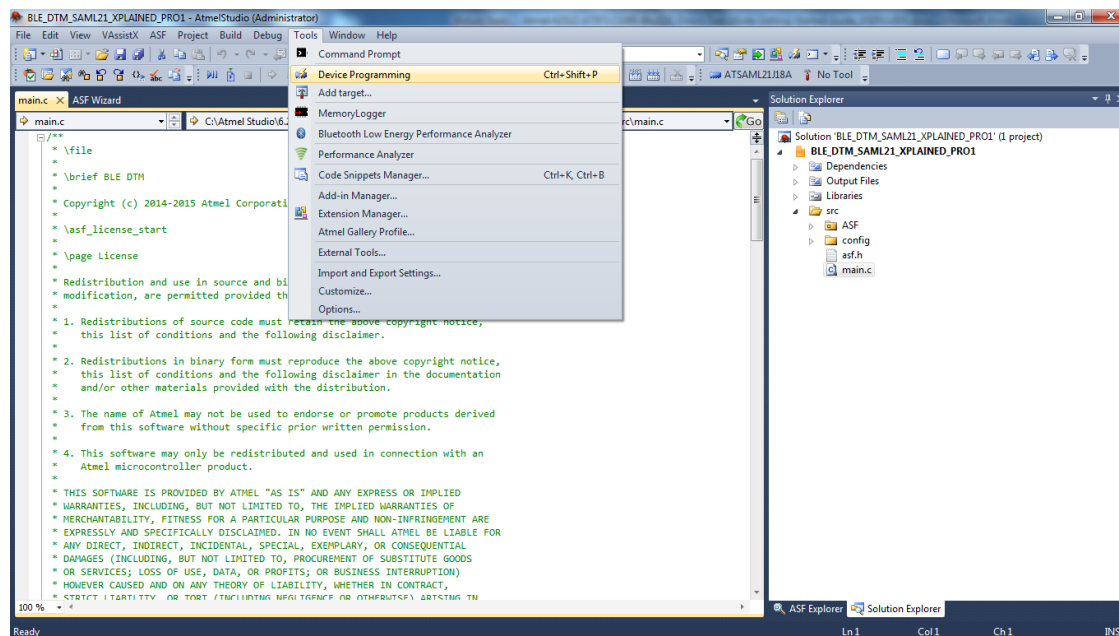 BLE_DTM_SAML21_XPLAINED_PRO1 - AtmelStudio (Administrator)
File Edit View VAssistX ASF Project Build Debug Tools Window Help
Command Prompt
Device Programming Ctrl+Shift+P
Add target...
MemoryLogger
Bluetooth Low Energy Performance Analyzer
Performance Analyzer
Code Snippets Manager... Ctrl+K, Ctrl+B
Add-in Manager...
Extension Manager...
Atmel Gallery Profile...
External Tools...
Import and Export Settings...
Customize...
Options...
ATSAML21J18A No Tool
main.c ASF Wizard
main.c C:\Atmel Studio\6. rc\main.c Go
/**
* \file
*
* \brief BLE DTM
*
* Copyright (c) 2014-2015 Atmel Corporati
*
* \asf_license_start
*
* \page License
*
* Redistribution and use in source and bi
* modification, are permitted provided th
*
* 1. Redistributions of source code must retain the above copyright notice,
* this list of conditions and the following disclaimer.
*
* 2. Redistributions in binary form must reproduce the above copyright notice,
* this list of conditions and the following disclaimer in the documentation
* and/or other materials provided with the distribution.
*
* 3. The name of Atmel may not be used to endorse or promote products derived
* from this software without specific prior written permission.
*
* 4. This software may only be redistributed and used in connection with an
* Atmel microcontroller product.
*
* THIS SOFTWARE IS PROVIDED BY ATMEL "AS IS" AND ANY EXPRESS OR IMPLIED
* WARRANTIES, INCLUDING, BUT NOT LIMITED TO, THE IMPLIED WARRANTIES OF
* MERCHANTABILITY, FITNESS FOR A PARTICULAR PURPOSE AND NON-INFRINGEMENT ARE
* EXPRESSLY AND SPECIFICALLY DISCLAIMED. IN NO EVENT SHALL ATMEL BE LIABLE FOR
* ANY DIRECT, INDIRECT, INCIDENTAL, SPECIAL, EXEMPLARY, OR CONSEQUENTIAL
* DAMAGES (INCLUDING, BUT NOT LIMITED TO, PROCUREMENT OF SUBSTITUTE GOODS
* OR SERVICES; LOSS OF USE, DATA, OR PROFITS; OR BUSINESS INTERRUPTION)
* HOWEVER CAUSED AND ON ANY THEORY OF LIABILITY, WHETHER IN CONTRACT,
* STRICT LIABILITY, OR TORT (INCLUDING NEGLIGENCE OR OTHERWISE) ARISING IN
100 %
Solution Explorer
Solution 'BLE_DTM_SAML21_XPLAINED_PRO1' (1 project)
BLE_DTM_SAML21_XPLAINED_PRO1
Dependencies
Output Files
Libraries
src
ASF
config
asf.h
main.c
ASF Explorer Solution Explorer
Ready Ln 1 Col 1 Ch 1 INS